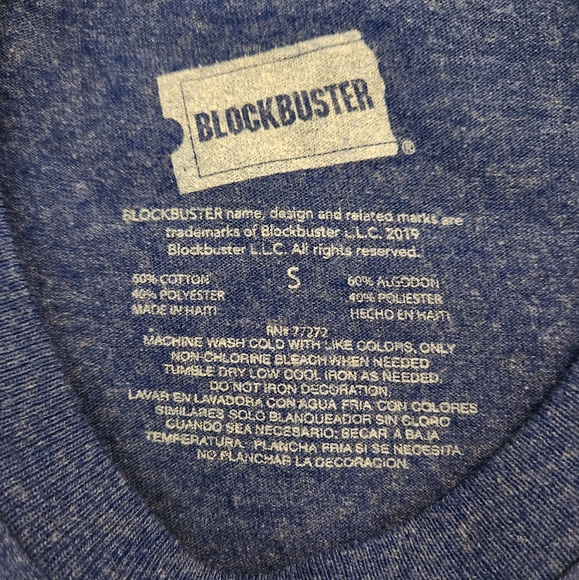 BLOCKBUSTER
®
BLOCKBUSTER name, design and related marks are
trademarks of Blockbuster L.L.C. 2019
Blockbuster L.L.C. All rights reserved.
60% COTTON
40% POLYESTER
MADE IN HAITI
S
60% ALGODON
40% POLIESTER
HECHO EN HAITI
RN# 77272
MACHINE WASH COLD WITH LIKE COLORS, ONLY
NON-CHLORINE BLEACH WHEN NEEDED
TUMBLE DRY LOW COOL IRON AS NEEDED,
DO NOT IRON DECORATION.
LAVAR EN LAVADORA CON AGUA FRIA CON COLORES
SIMILARES SOLO BLANQUEADOR SIN CLORO
CUANDO SEA NECESARIO; SECAR A BAJA
TEMPERATURA. PLANCHA FRIA SI SE NECESITA.
NO PLANCHAR LA DECORACION.